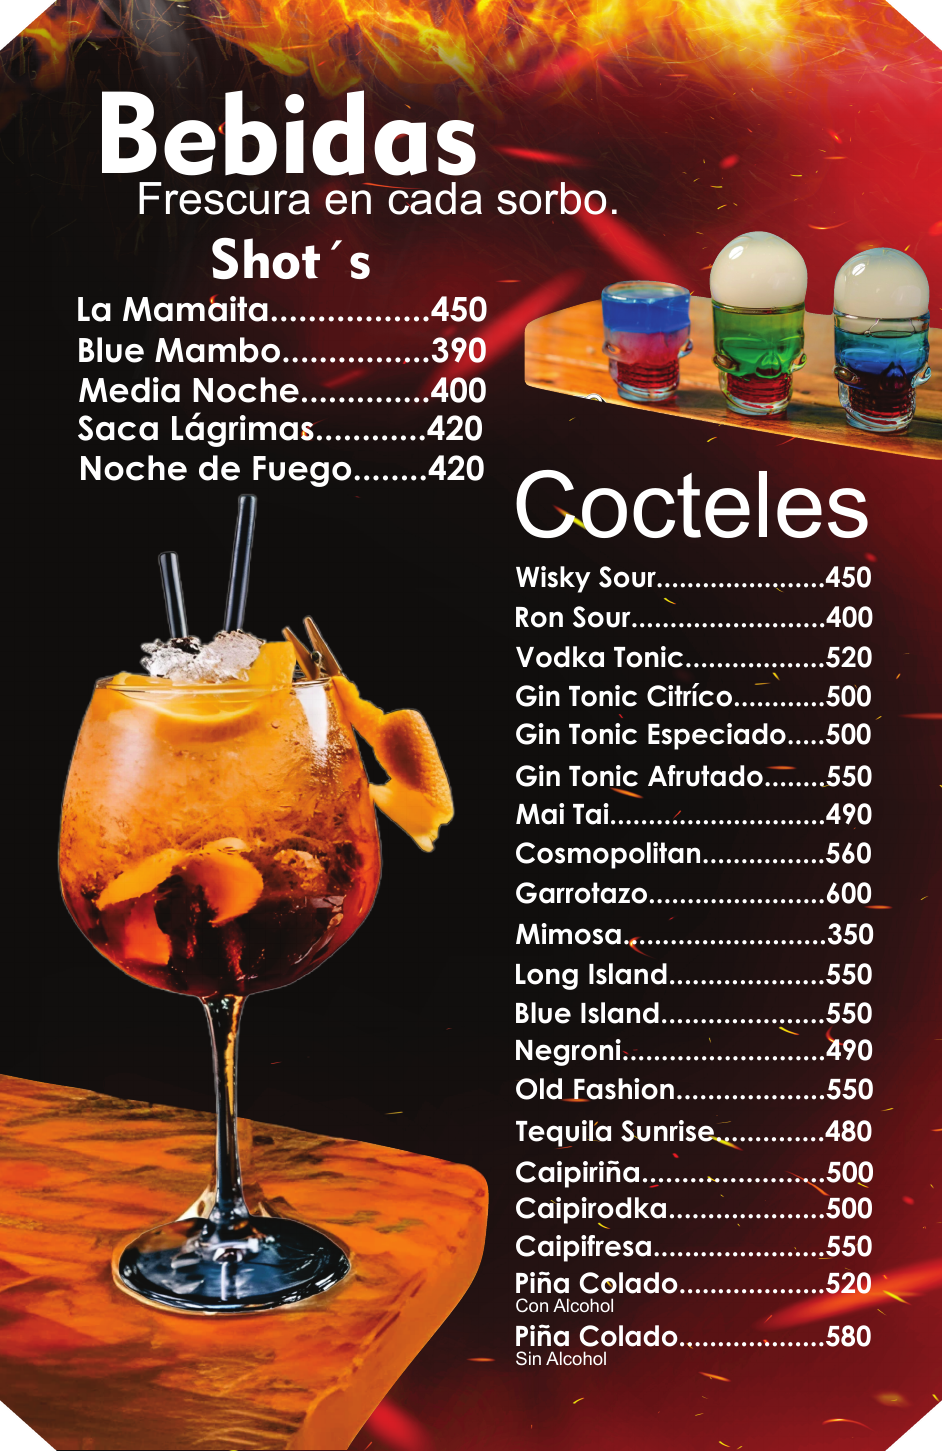 Bebidas
Frescura en cada sorbo.
Shot´s
La Mamaita.................450
Blue Mambo................390
Media Noche..............400
Saca Lágrimas............420
Noche de Fuego........420
Cocteles
Wisky Sour......................450
Ron Sour.........................400
Vodka Tonic..................520
Gin Tonic Citríco............500
Gin Tonic Especiado.....500
Gin Tonic Afrutado........550
Mai Tai............................490
Cosmopolitan................560
Garrotazo.......................600
Mimosa..........................350
Long Island....................550
Blue Island.....................550
Negroni..........................490
Old Fashion...................550
Tequila Sunrise..............480
Caipiriña........................500
Caipirodka....................500
Caipifresa......................550
Piña Colado...................520
Con Alcohol
Piña Colado...................580
Sin Alcohol